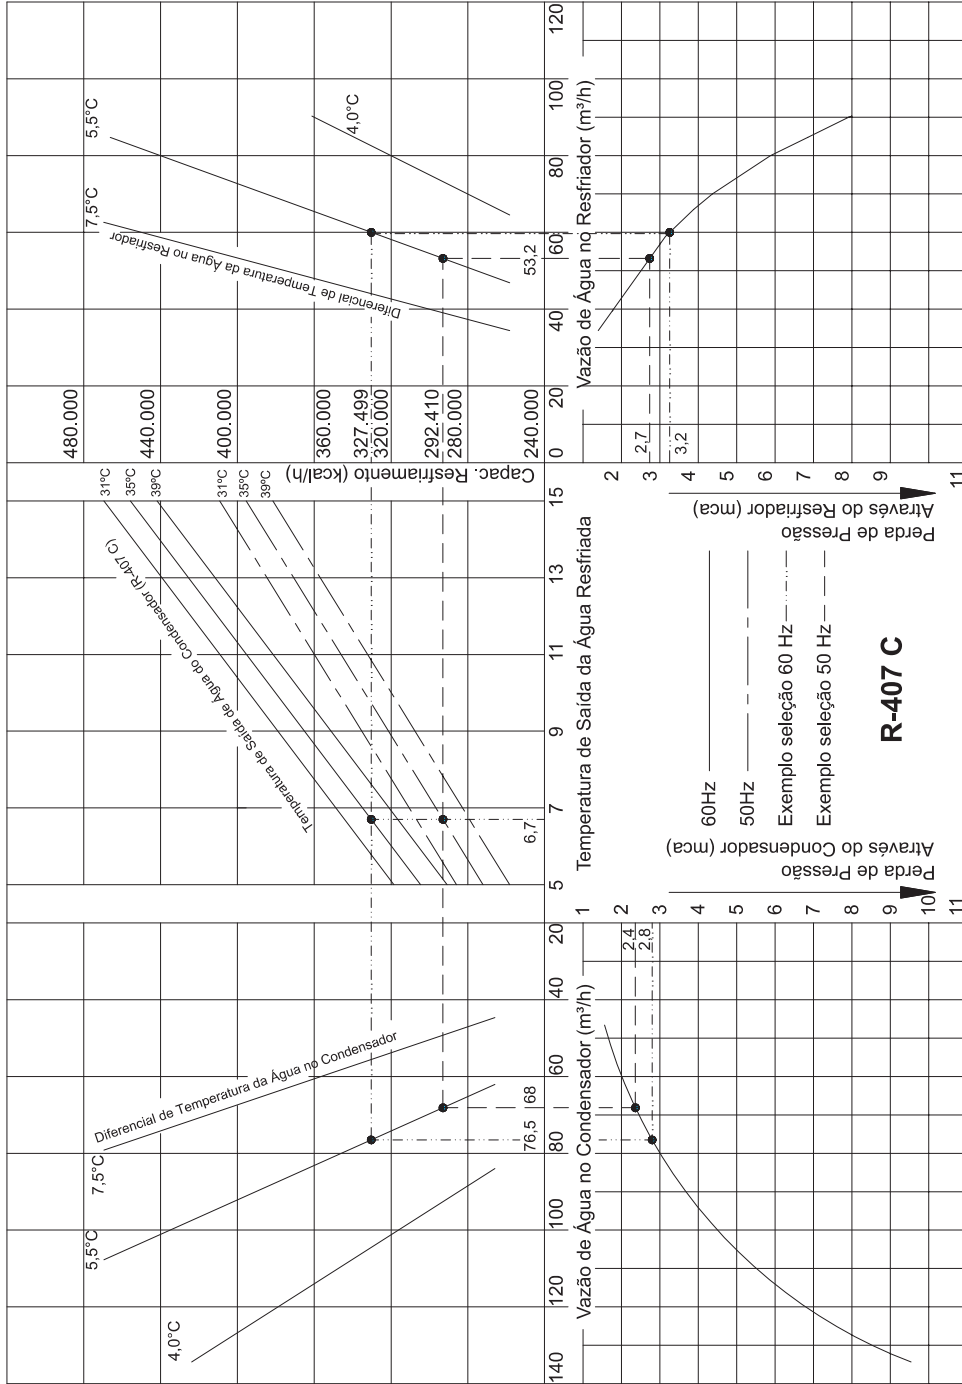 140
120
100
80
60
40
20
Vazão de Água no Condensador (m³/h)
4,0°C
5,5°C
7,5°C
Diferencial de Temperatura da Água no Condensador
76,5
68
5
7
9
11
13
15
Temperatura de Saída da Água Resfriada
6,7
Temperatura de Saída de Água do Condensador (R-407 C)
31ºC
35ºC
39ºC
31ºC
35ºC
39ºC
Capac. Resfriamento (kcal/h)
480.000
440.000
400.000
360.000
327.499
320.000
292.410
280.000
240.000
0
20
40
60
80
100
120
Vazão de Água no Resfriador (m³/h)
7,5°C
5,5°C
4,0°C
Diferencial de Temperatura da Água no Resfriador
53,2
1
2
3
4
5
6
7
8
9
10
11
2,4
2,8
Perda de Pressão
Através do Condensador (mca)
60Hz
50Hz
Exemplo seleção 60 Hz
Exemplo seleção 50 Hz
R-407 C
Perda de Pressão
Através do Resfriador (mca)
0
2
3
4
5
6
7
8
9
11
2,7
3,2